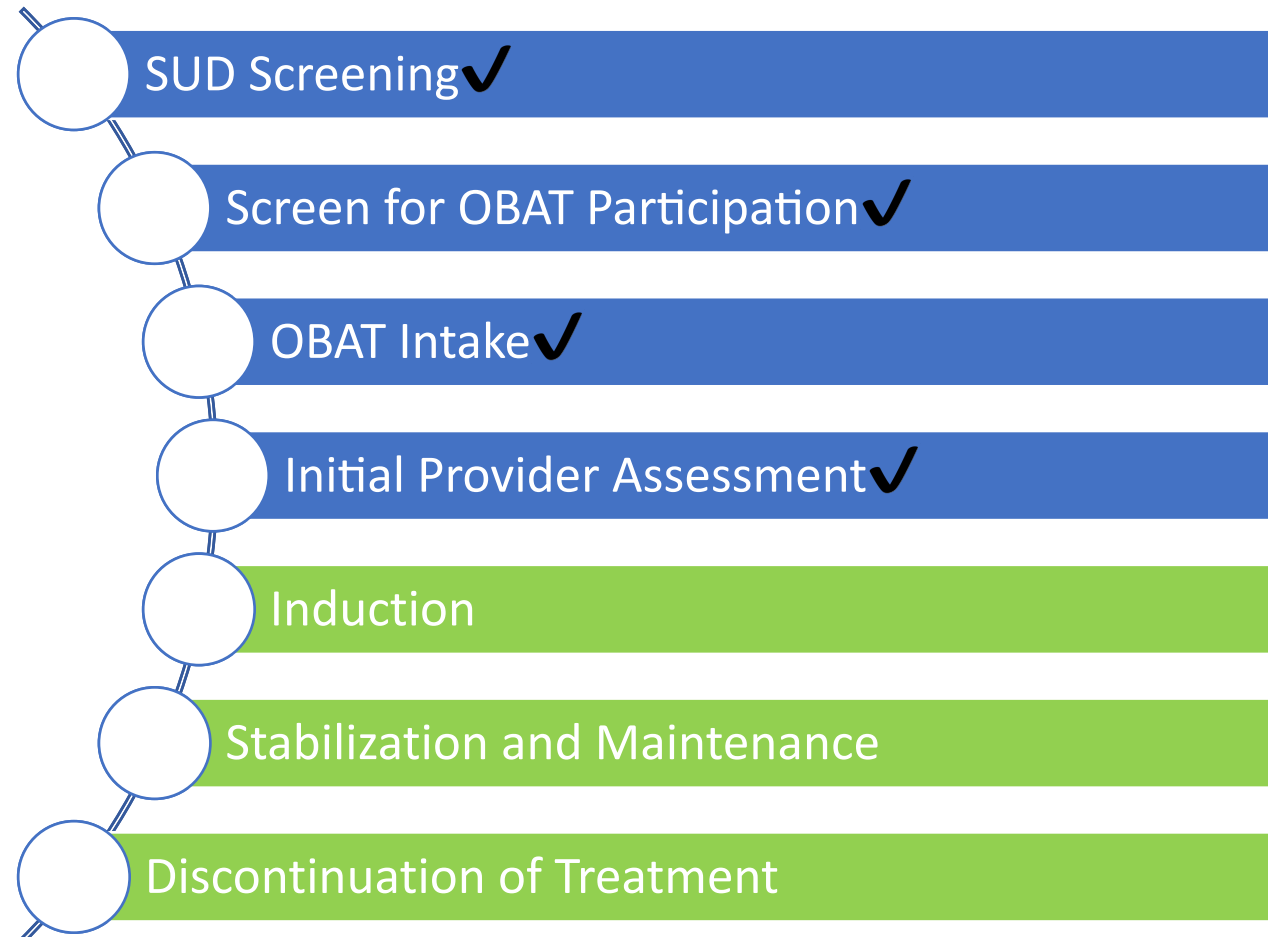 SUD Screening✔
Screen for OBAT Participation✔
OBAT Intake✔
Initial Provider Assessment✔
Induction
Stabilization and Maintenance
Discontinuation of Treatment